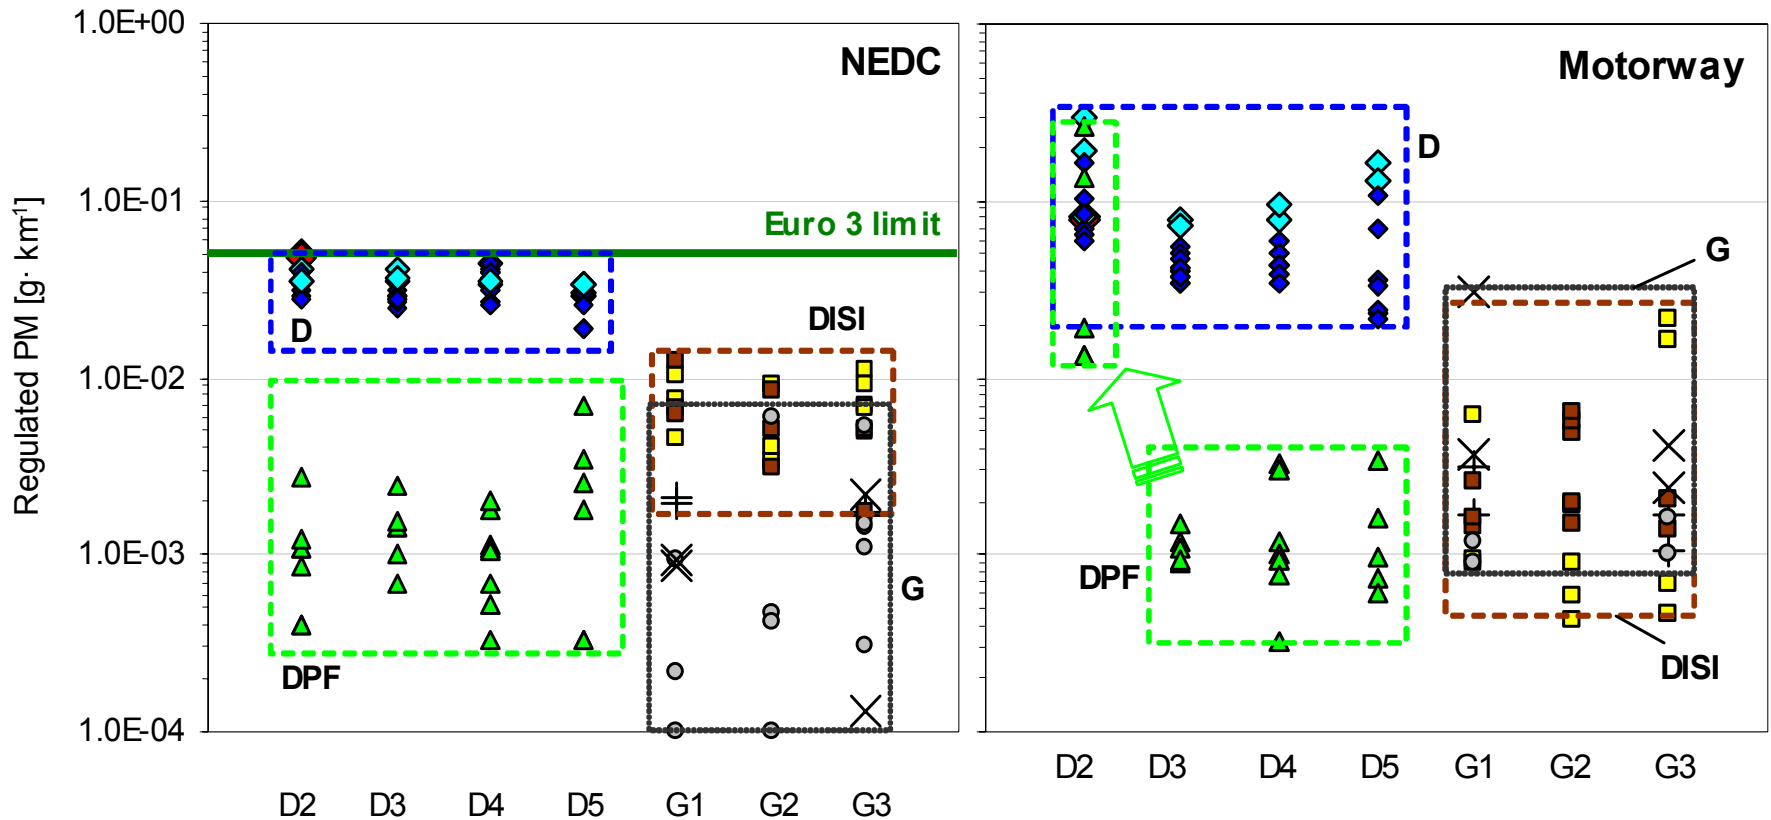 1.0E+00
1.0E-01
1.0E-02
1.0E-03
1.0E-04
Regulated PM [g· km⁻¹]
NEDC
Euro 3 limit
D
DISI
DPF
G
D2 D3 D4 D5 G1 G2 G3
Motorway
D
G
DPF
DISI
D2 D3 D4 D5 G1 G2 G3